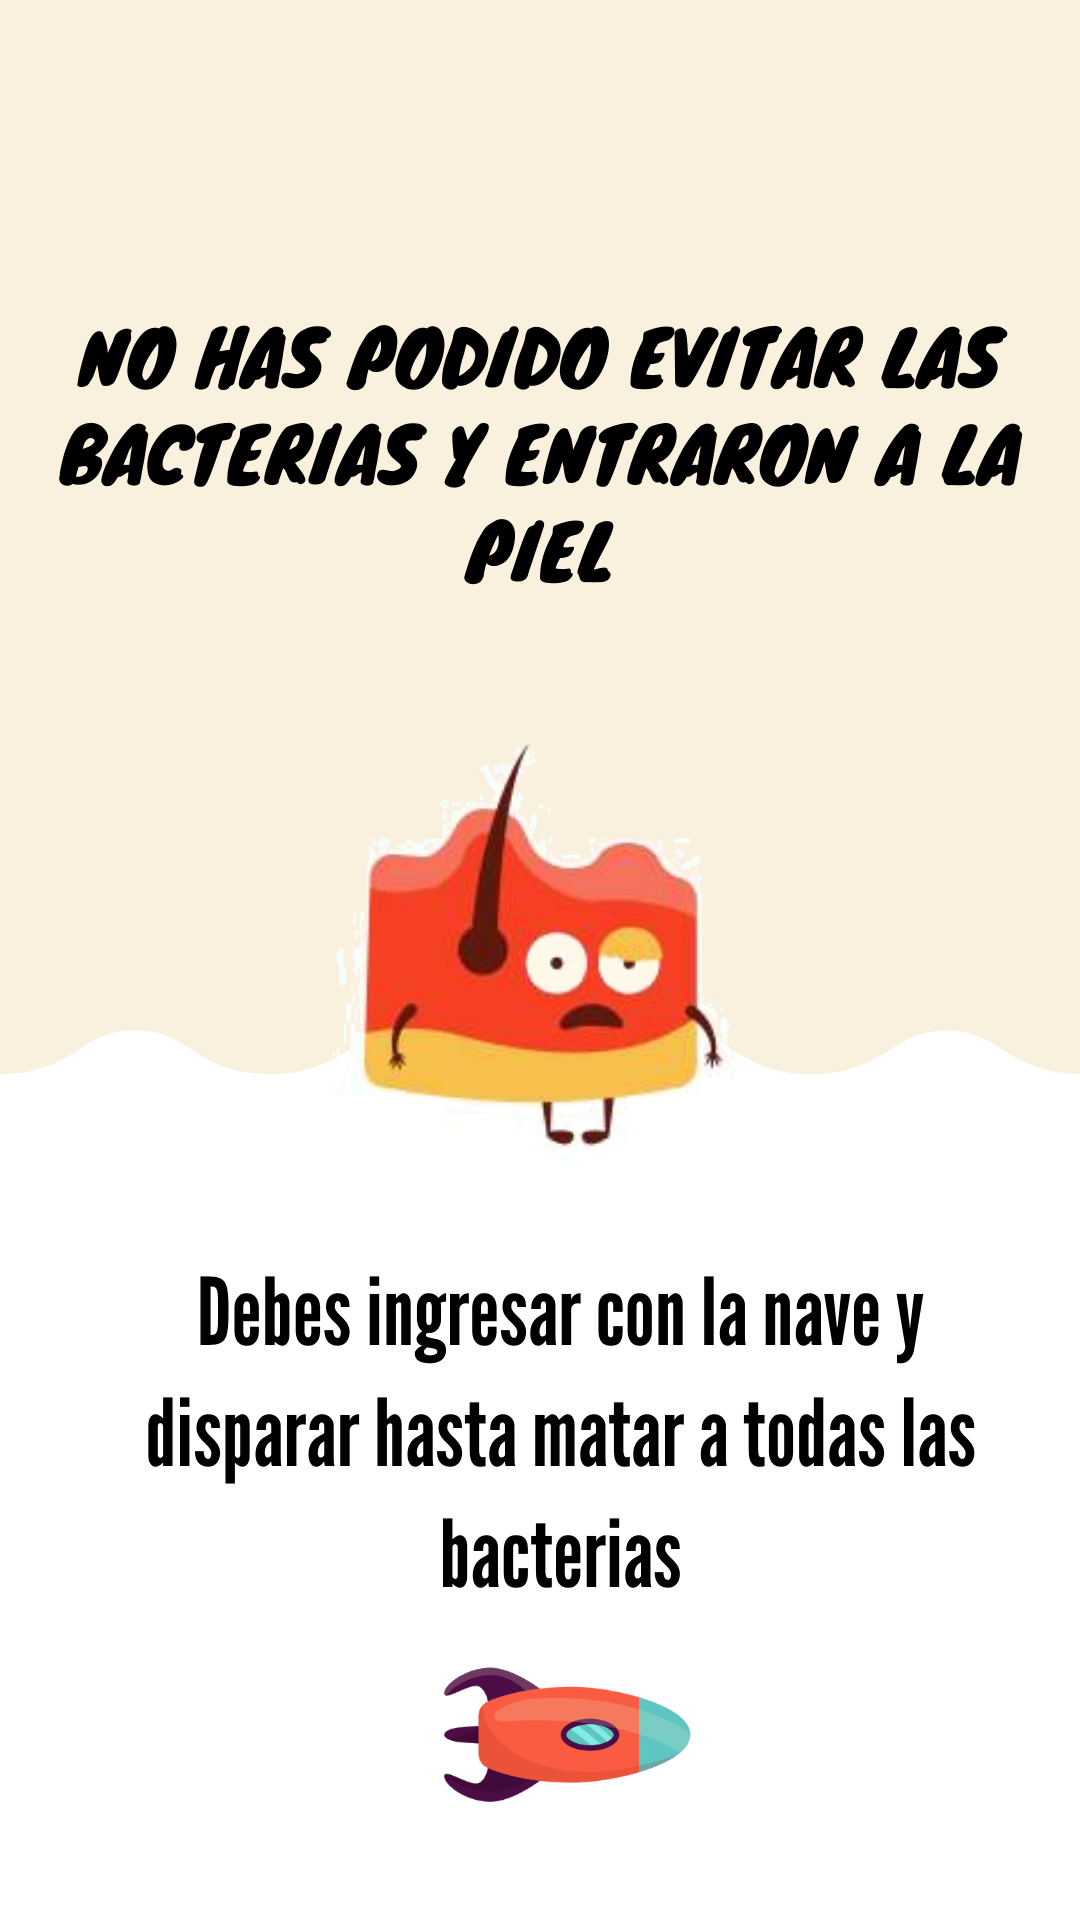 NO HAS PODIDO EVITAR LAS
BACTERIAS Y ENTRARON A LA
PIEL
Debes ingresar con la nave y
disparar hasta matar a todas las
bacterias